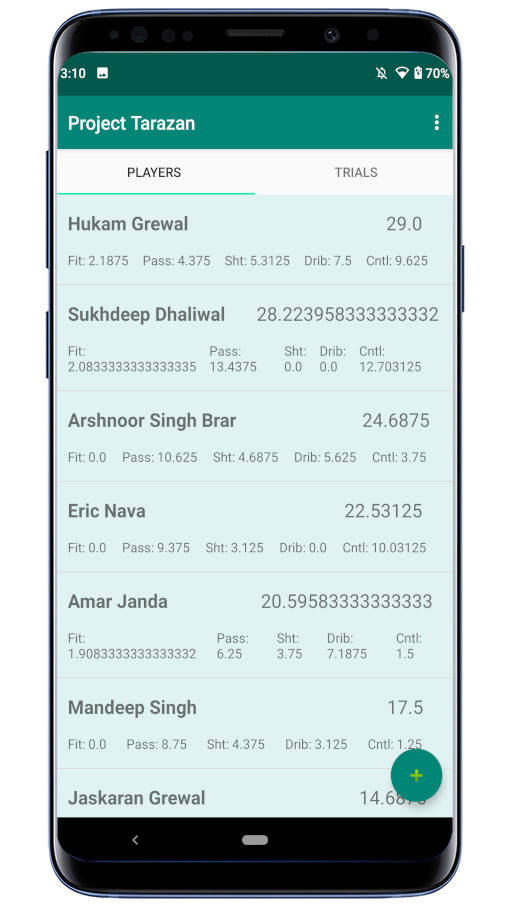 3:10 70%
Project Tarazan
PLAYERS TRIALS
Hukam Grewal 29.0
Fit: 2.1875 Pass: 4.375 Sht: 5.3125 Drib: 7.5 Cntl: 9.625
Sukhdeep Dhaliwal 28.223958333333332
Fit: Pass: Sht: Drib: Cntl:
2.0833333333333335 13.4375 0.0 0.0 12.703125
Arshnoor Singh Brar 24.6875
Fit: 0.0 Pass: 10.625 Sht: 4.6875 Drib: 5.625 Cntl: 3.75
Eric Nava 22.53125
Fit: 0.0 Pass: 9.375 Sht: 3.125 Drib: 0.0 Cntl: 10.03125
Amar Janda 20.59583333333333
Fit: Pass: Sht: Drib: Cntl:
1.9083333333333332 6.25 3.75 7.1875 1.5
Mandeep Singh 17.5
Fit: 0.0 Pass: 8.75 Sht: 4.375 Drib: 3.125 Cntl: 1.25
Jaskaran Grewal